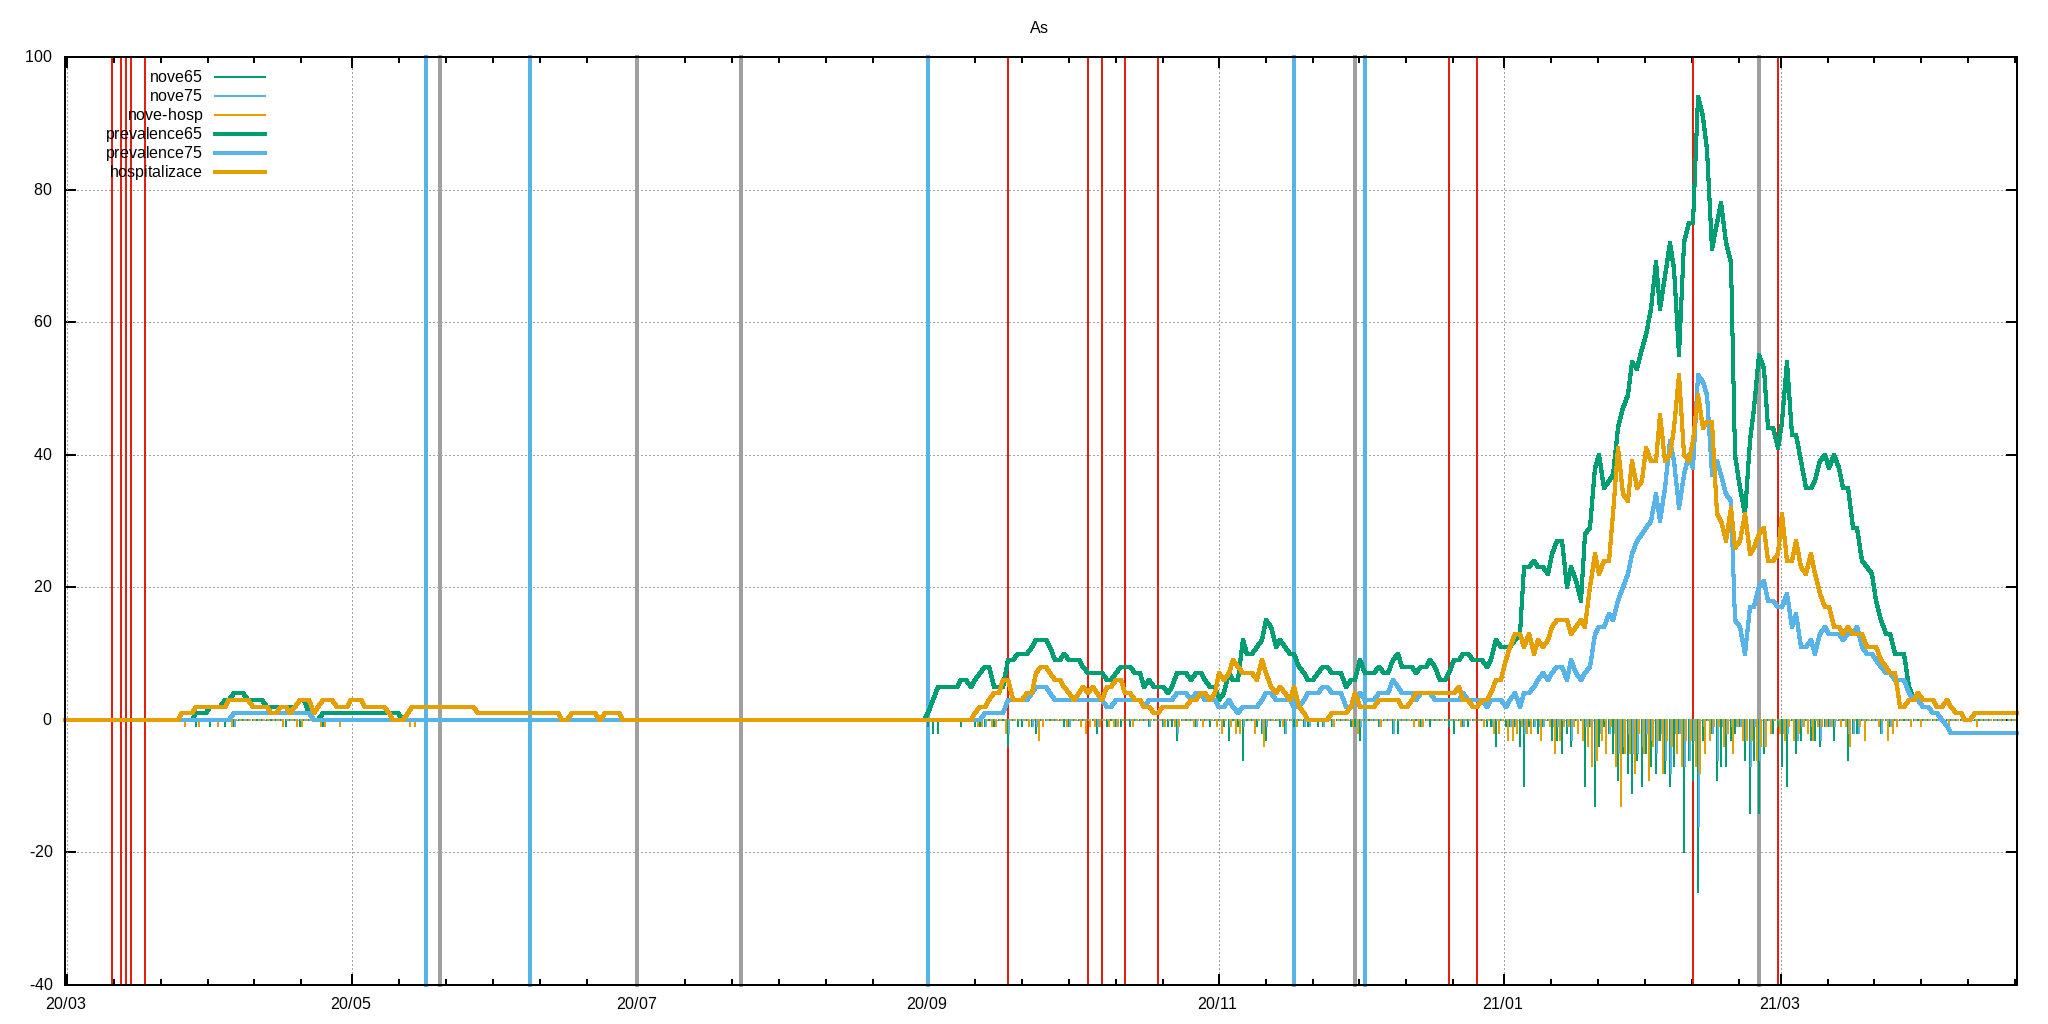 As
100
nove65
nove75
nove-hosp
prevalence65
prevalence75
hospitalizace
80
60
40
20
0
-20
-40
20/03 20/05 20/07 20/09 20/11 21/01 21/03